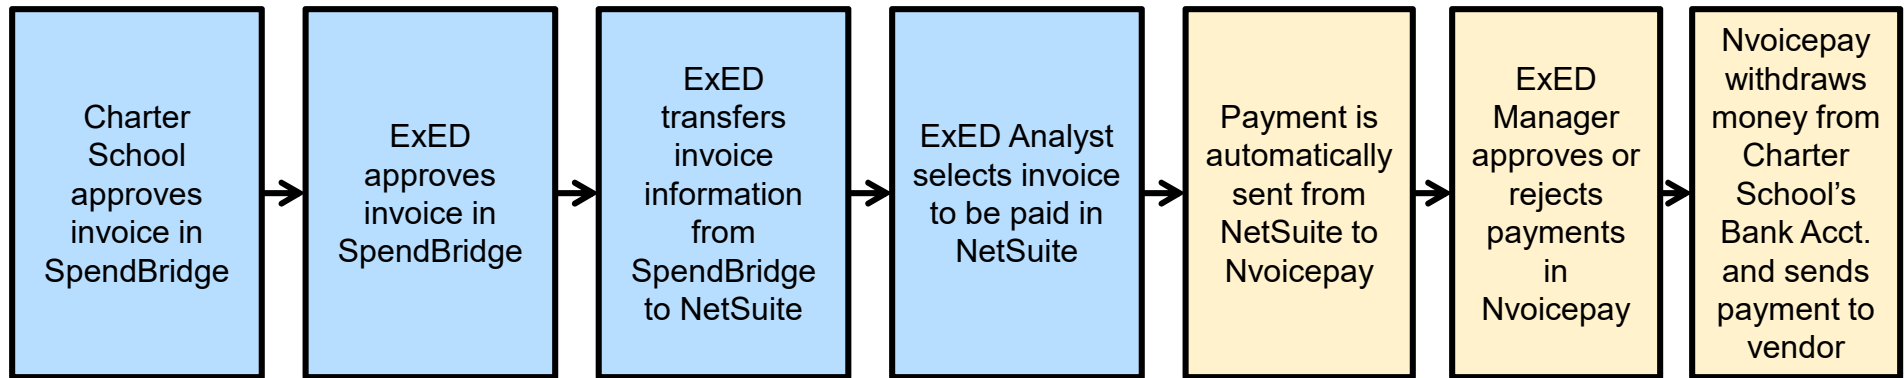 Charter
School
approves
invoice in
SpendBridge
ExED
approves
invoice in
SpendBridge
ExED
transfers
invoice
information
from
SpendBridge
to NetSuite
ExED Analyst
selects invoice
to be paid in
NetSuite
Payment is
automatically
sent from
NetSuite to
Nvoicepay
ExED
Manager
approves or
rejects
payments
in
Nvoicepay
Nvoicepay
withdraws
money from
Charter
School’s
Bank Acct.
and sends
payment to
vendor